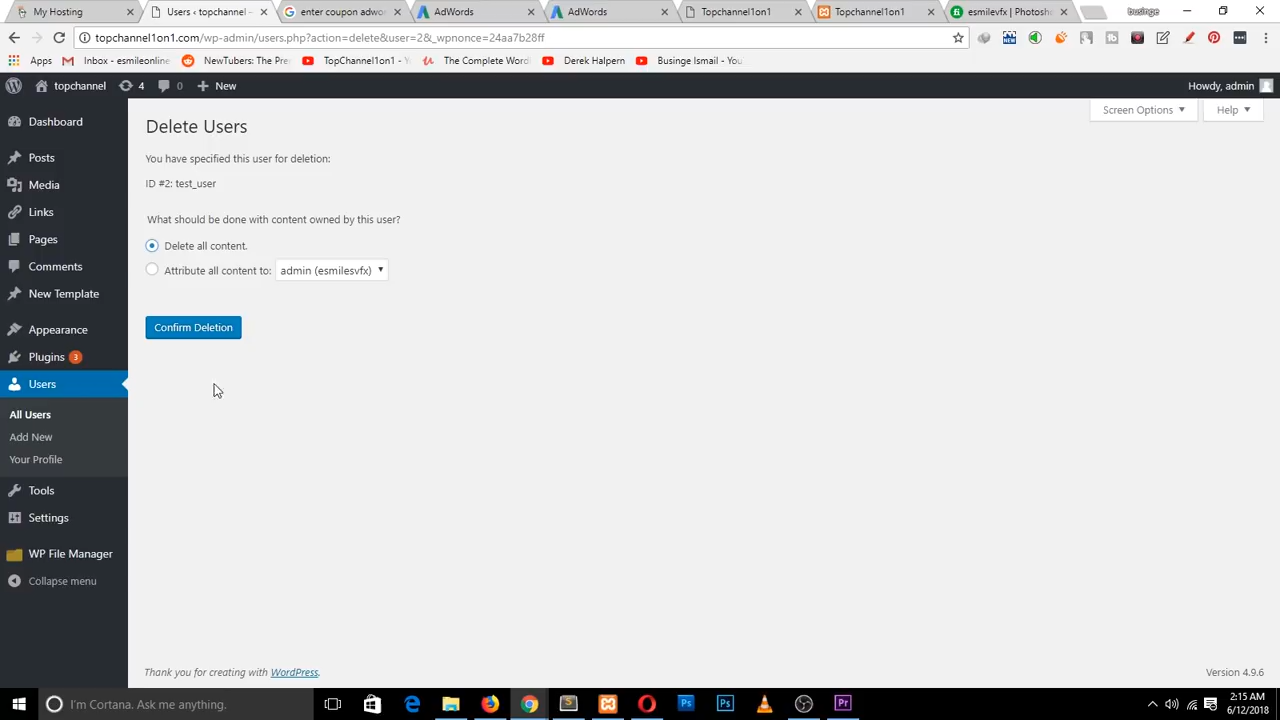 My Hosting
Users ‹ topchannel –
enter coupon adwo
AdWords
AdWords
Topchannel1on1
Topchannel1on1
esmilevfx | Photosh
businge
topchannel1on1.com/wp-admin/users.php?action=delete&user=2&_wpnonce=24aa7b28ff
Apps
Inbox - esmileonline
NewTubers: The Pre
TopChannel1on1 - Y
The Complete Word
Derek Halpern
Businge Ismail - You
topchannel
4
0
New
Howdy, admin
Screen Options
Help
Dashboard
Posts
Media
Links
Pages
Comments
New Template
Appearance
Plugins 3
Users
All Users
Add New
Your Profile
Tools
Settings
WP File Manager
Collapse menu
Delete Users
You have specified this user for deletion:
ID #2: test_user
What should be done with content owned by this user?
Delete all content.
Attribute all content to: admin (esmilesvfx)
Confirm Deletion
Thank you for creating with WordPress.
Version 4.9.6
I'm Cortana. Ask me anything.
2:15 AM
6/12/2018